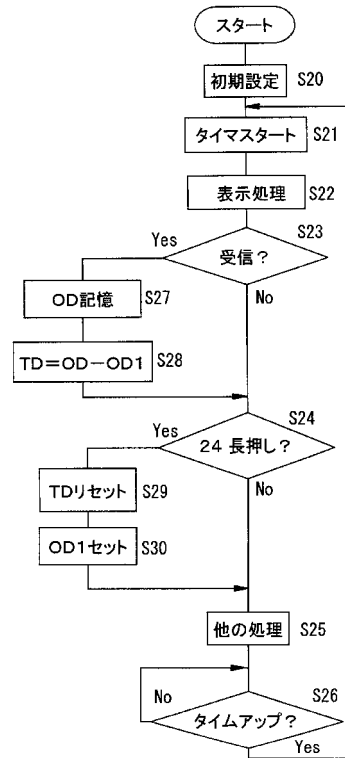 スタート
初期設定 S20
タイマスタート S21
表示処理 S22
S23
Yes 受信？
OD記憶 S27
No
TD＝OD－OD1 S28
S24
Yes 24 長押し？
TDリセット S29
No
OD1セット S30
他の処理 S25
No S26
タイムアップ？
Yes